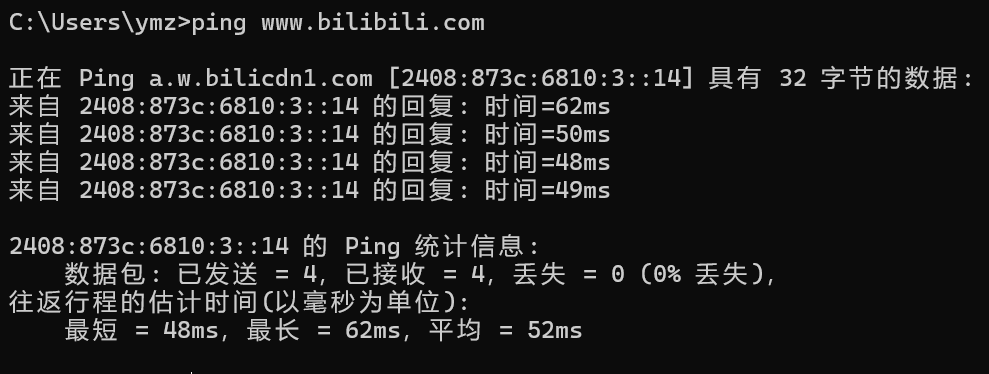 C:\Users\ymz>ping www.bilibili.com
正在 Ping a.w.bilicdn1.com [2408:873c:6810:3::14] 具有 32 字节的数据:
来自 2408:873c:6810:3::14 的回复: 时间=62ms
来自 2408:873c:6810:3::14 的回复: 时间=50ms
来自 2408:873c:6810:3::14 的回复: 时间=48ms
来自 2408:873c:6810:3::14 的回复: 时间=49ms
2408:873c:6810:3::14 的 Ping 统计信息:
数据包: 已发送 = 4, 已接收 = 4, 丢失 = 0 (0% 丢失),
往返行程的估计时间(以毫秒为单位):
最短 = 48ms, 最长 = 62ms, 平均 = 52ms